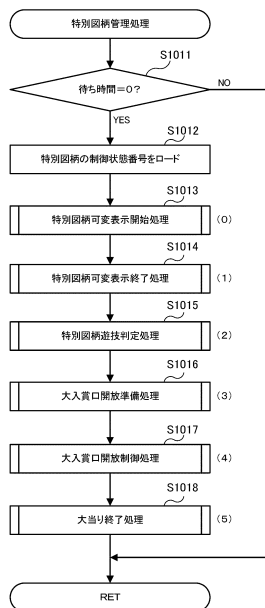 特別図柄管理処理
S1011
待ち時間=0?
NO
YES
S1012
特別図柄の制御状態番号をロード
S1013
特別図柄可変表示開始処理
(0)
S1014
特別図柄可変表示終了処理
(1)
S1015
特別図柄遊技判定処理
(2)
S1016
大入賞口開放準備処理
(3)
S1017
大入賞口開放制御処理
(4)
S1018
大当り終了処理
(5)
RET